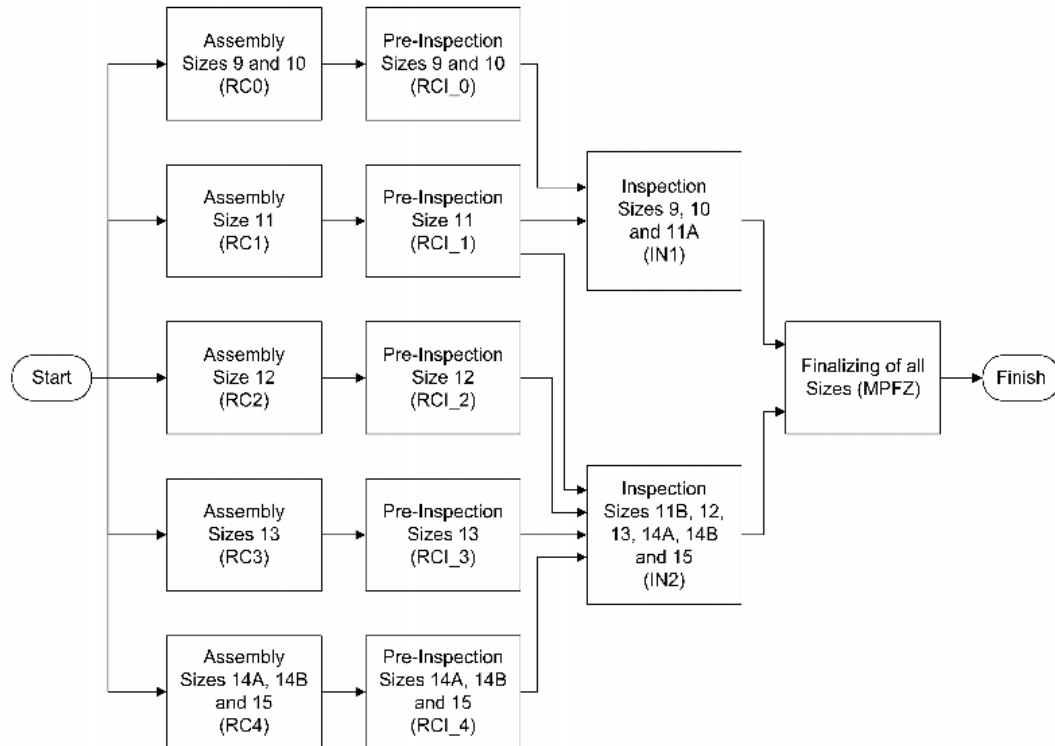 Assembly
Sizes 9 and 10
(RC0)
Pre-Inspection
Sizes 9 and 10
(RCI_0)
Assembly
Size 11
(RC1)
Pre-Inspection
Size 11
(RCI_1)
Inspection
Sizes 9, 10
and 11A
(IN1)
Start
Assembly
Size 12
(RC2)
Pre-Inspection
Size 12
(RCI_2)
Finalizing of all
Sizes (MPFZ)
Finish
Assembly
Sizes 13
(RC3)
Pre-Inspection
Sizes 13
(RCI_3)
Inspection
Sizes 11B, 12,
13, 14A, 14B
and 15
(IN2)
Assembly
Sizes 14A, 14B
and 15
(RC4)
Pre-Inspection
Sizes 14A, 14B
and 15
(RCI_4)